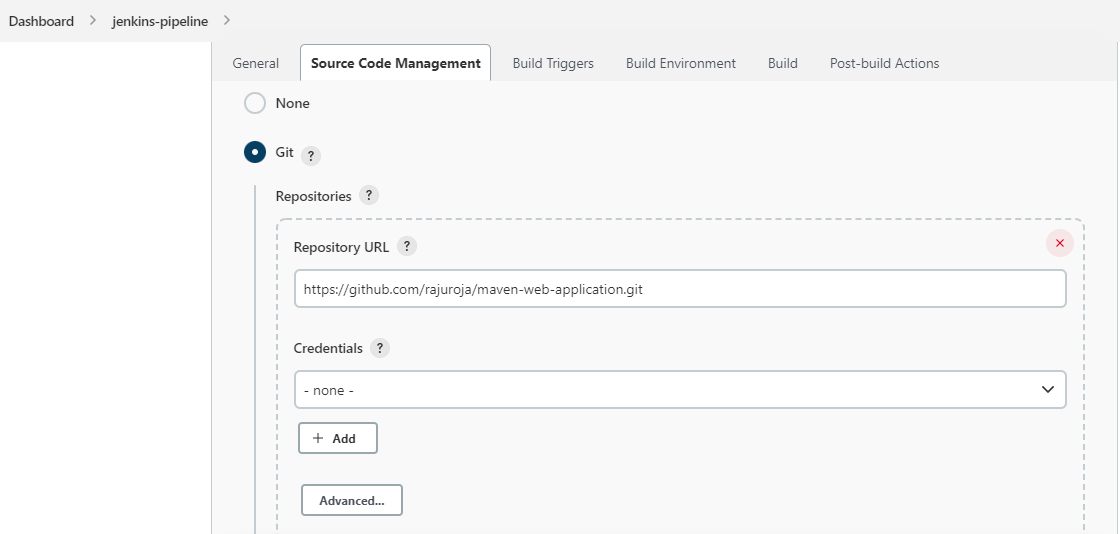 Dashboard > jenkins-pipeline >
General Source Code Management Build Triggers Build Environment Build Post-build Actions
None
Git ?
Repositories ?
Repository URL ?
https://github.com/rajuroja/maven-web-application.git
Credentials ?
- none -
+ Add
Advanced...